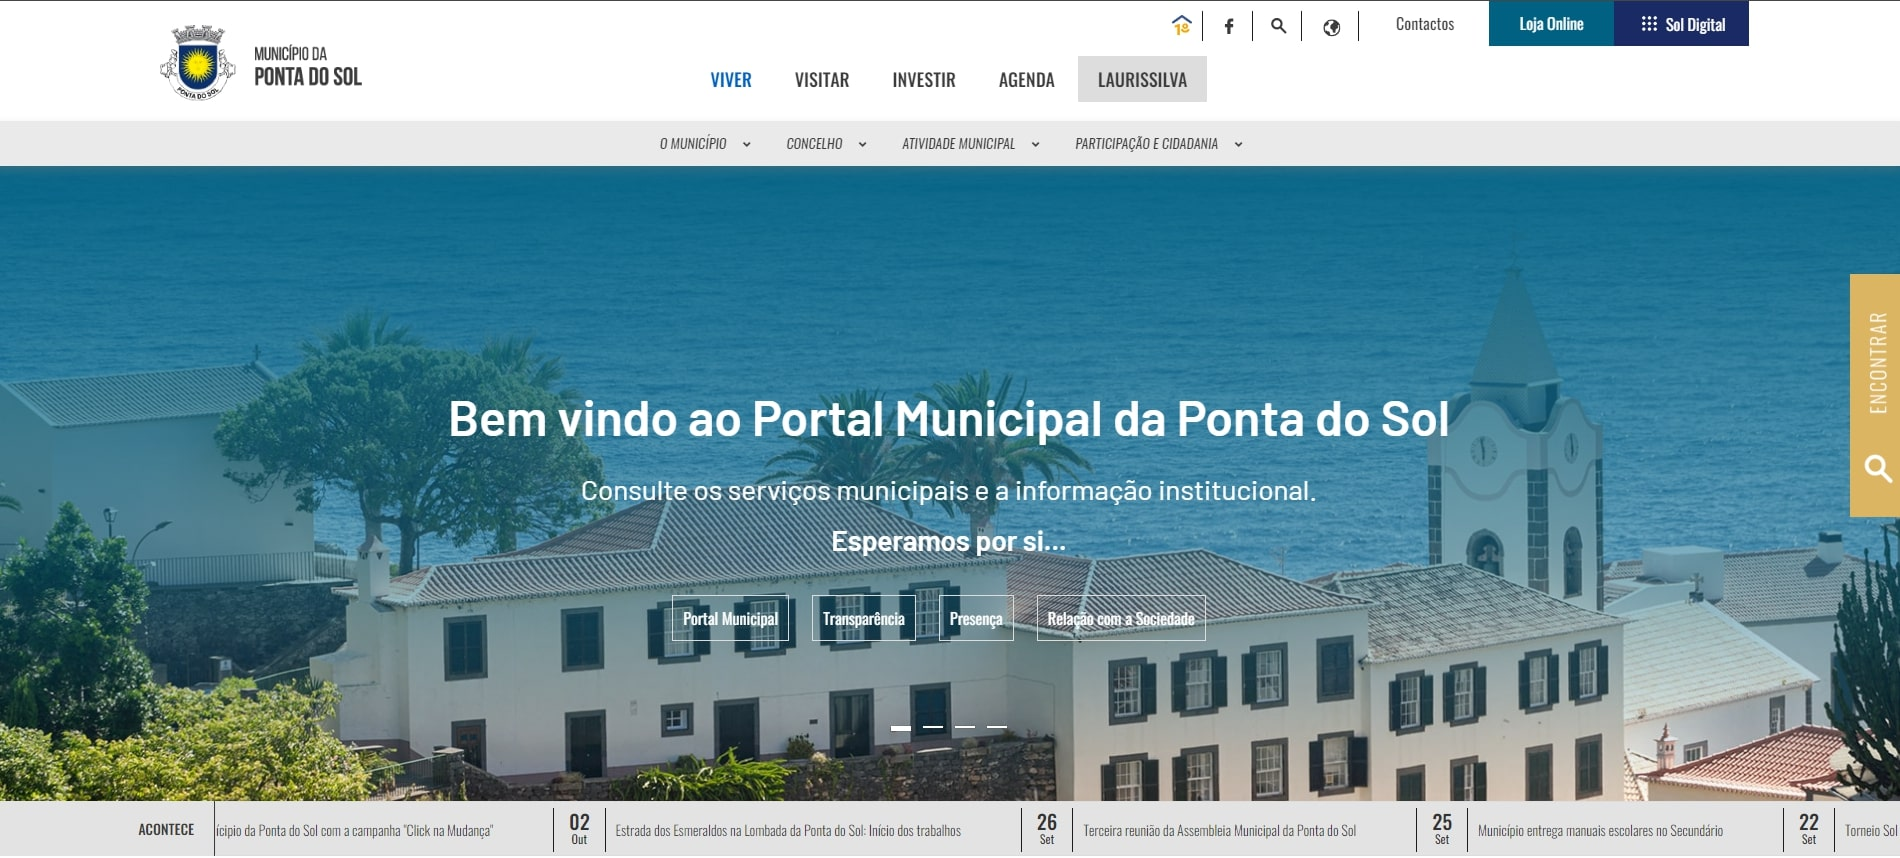 Contactos
Loja Online
Sol Digital
MUNICÍPIO DA
PONTA DO SOL
PONTA DO SOL
VIVER
VISITAR
INVESTIR
AGENDA
LAURISSILVA
O MUNICÍPIO
CONCELHO
ATIVIDADE MUNICIPAL
PARTICIPAÇÃO E CIDADANIA
Bem vindo ao Portal Municipal da Ponta do Sol
Consulte os serviços municipais e a informação institucional.
Esperamos por si...
Portal Municipal
Transparência
Presença
Relação com a Sociedade
ENCONTRAR
ACONTECE
ícipio da Ponta do Sol com a campanha "Click na Mudança"
02 Out
Estrada dos Esmeraldos na Lombada da Ponta do Sol: Início dos trabalhos
26 Set
Terceira reunião da Assembleia Municipal da Ponta do Sol
25 Set
Município entrega manuais escolares no Secundário
22 Set
Torneio Sol